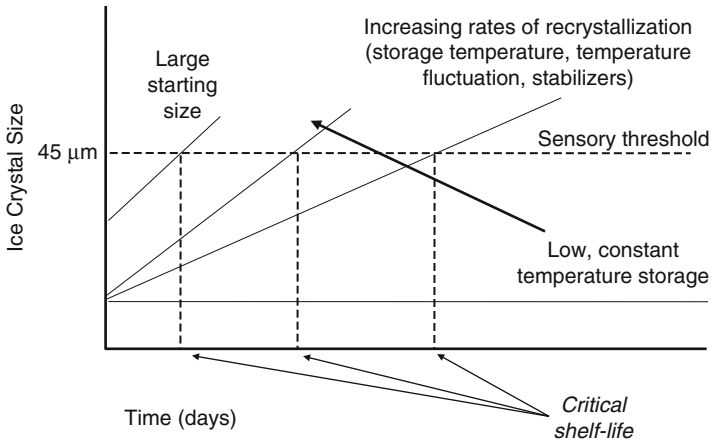 Increasing rates of recrystallization
(storage temperature, temperature
fluctuation, stabilizers)
Large
starting
size
Ice Crystal Size
45 μm
Sensory threshold
Low, constant
temperature storage
Time (days)
Critical
shelf-life